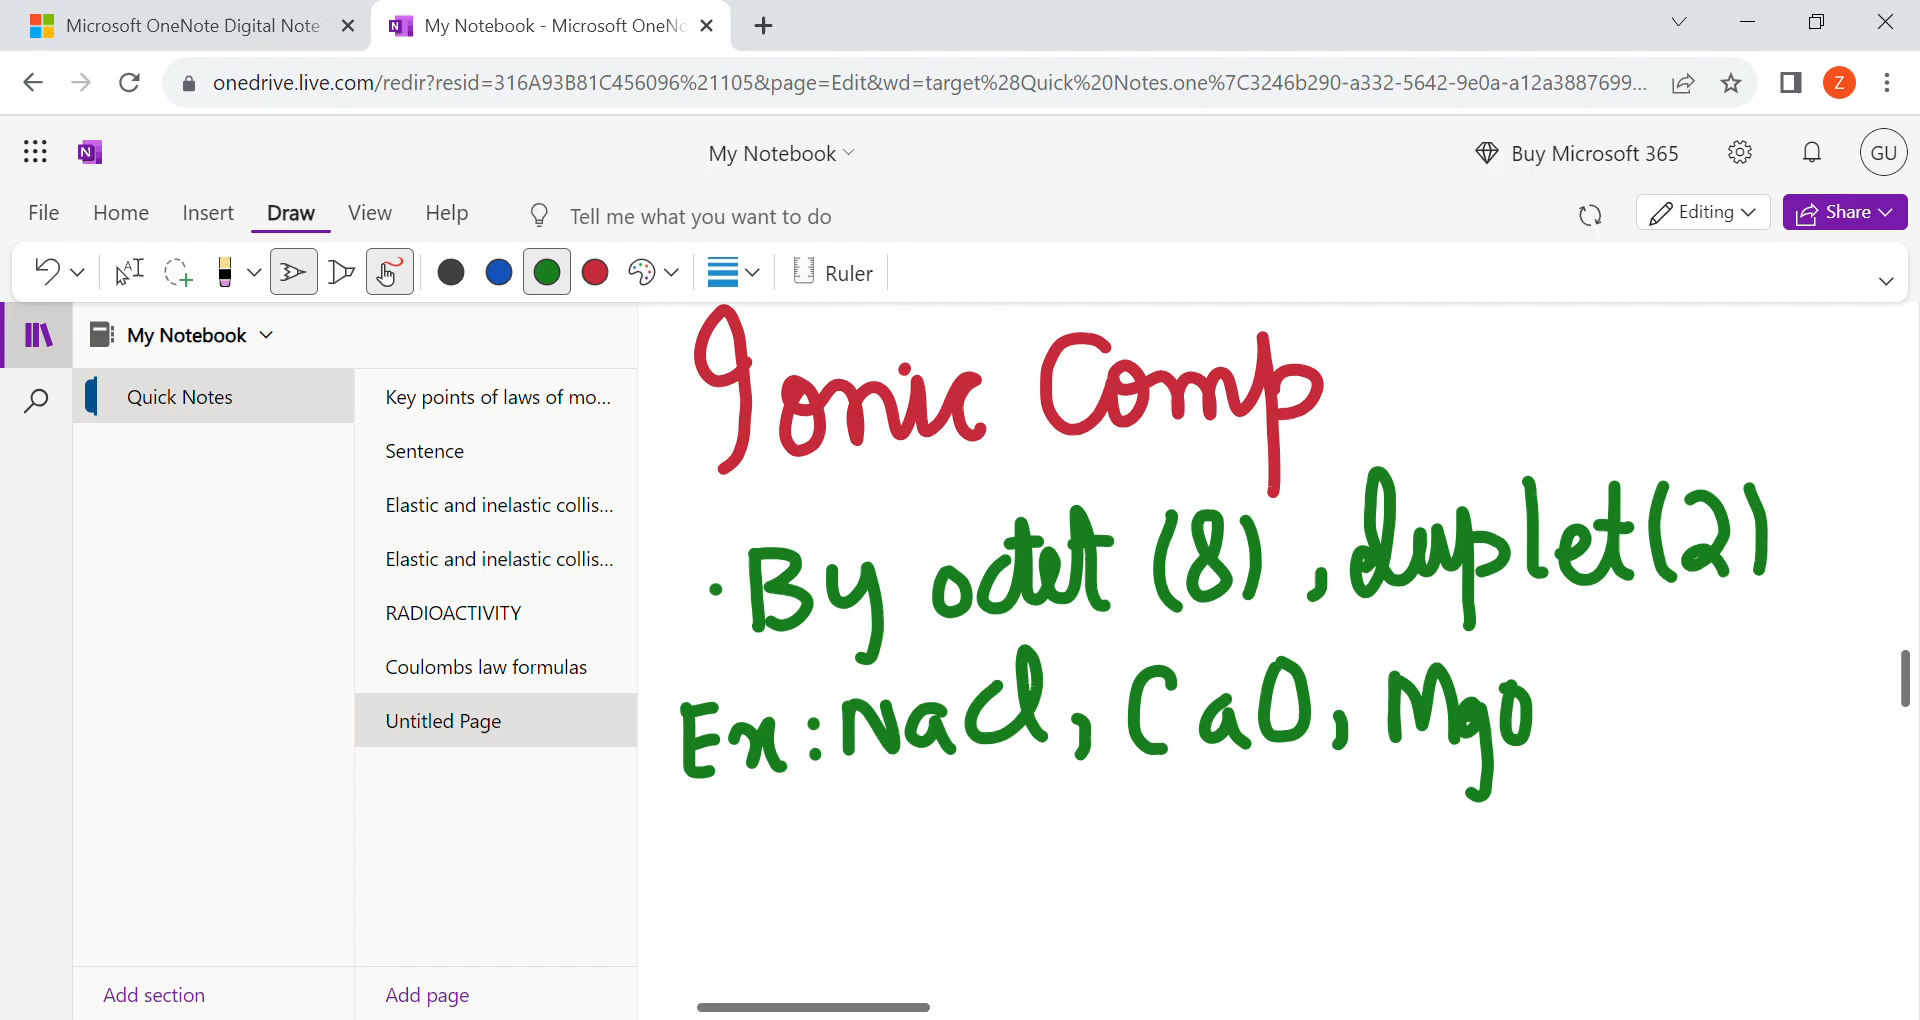 Microsoft OneNote Digital Note
My Notebook - Microsoft OneNo
onedrive.live.com/redir?resid=316A93B81C456096%21105&page=Edit&wd=target%28Quick%20Notes.one%7C3246b290-a332-5642-9e0a-a12a3887699...
Z
My Notebook
Buy Microsoft 365
GU
File Home Insert Draw View Help Tell me what you want to do
Editing Share
Ruler
My Notebook
Quick Notes
Key points of laws of mo...
Sentence
Elastic and inelastic collis...
Elastic and inelastic collis...
RADIOACTIVITY
Coulombs law formulas
Untitled Page
Add section
Add page
Ionic Comp
· By octet (8), duplet (2)
Ex : NaCl, CaO, MgO